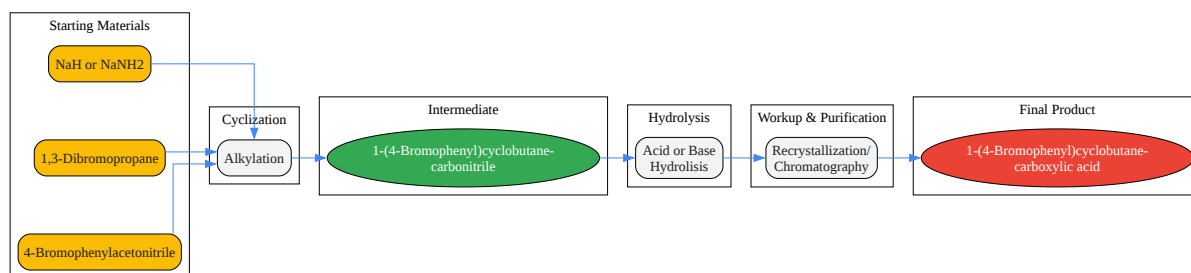 Starting Materials
NaH or NaNH2
1,3-Dibromopropane
4-Bromophenylacetonitrile
Cyclization
Alkylation
Intermediate
1-(4-Bromophenyl)cyclobutane-
carbonitrile
Hydrolysis
Acid or Base
Hydrolisis
Workup & Purification
Recrystallization/
Chromatography
Final Product
1-(4-Bromophenyl)cyclobutane-
carboxylic acid